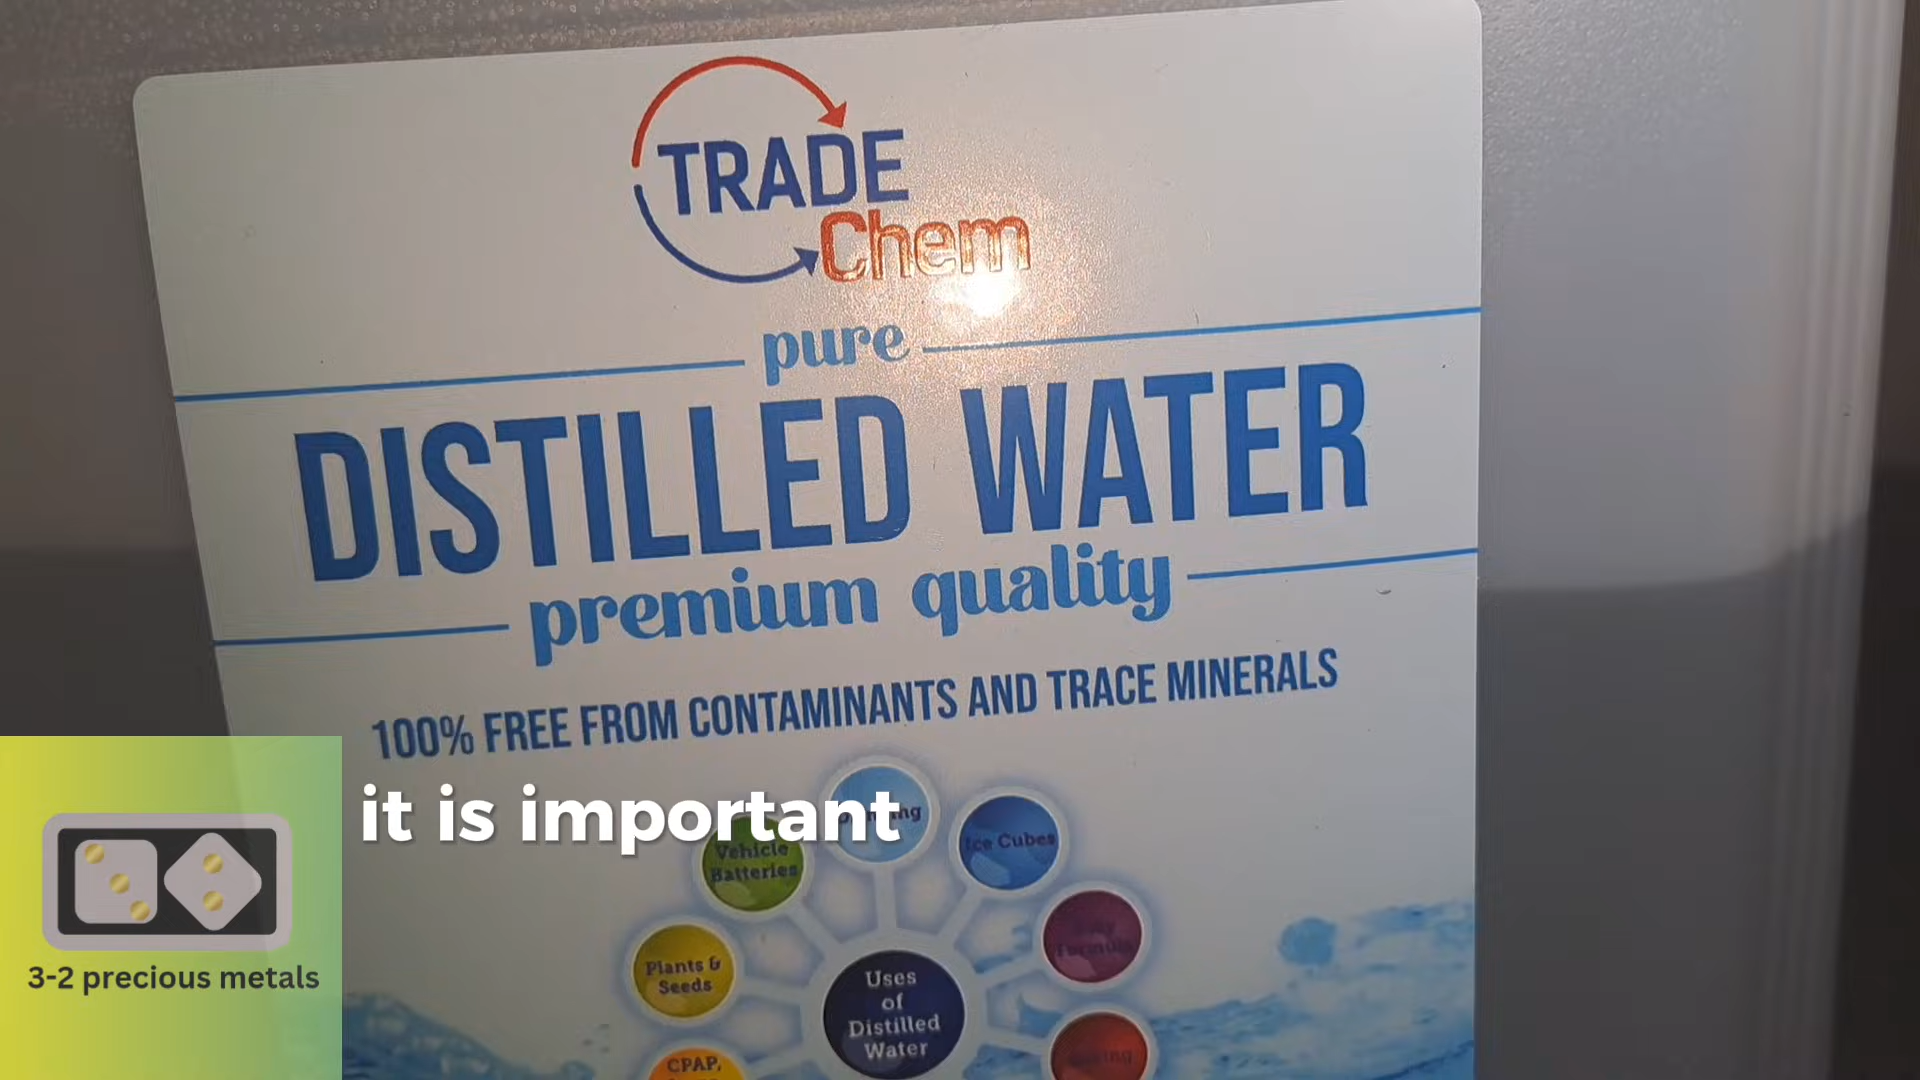 TRADE
Chem
pure
DISTILLED WATER
premium quality
100% FREE FROM CONTAMINANTS AND TRACE MINERALS
it is important
Vehicle
Batteries
Ice Cubes
Plants &
Seeds
Formula
Uses
of
Distilled
Water
CPAP,
3-2 precious metals